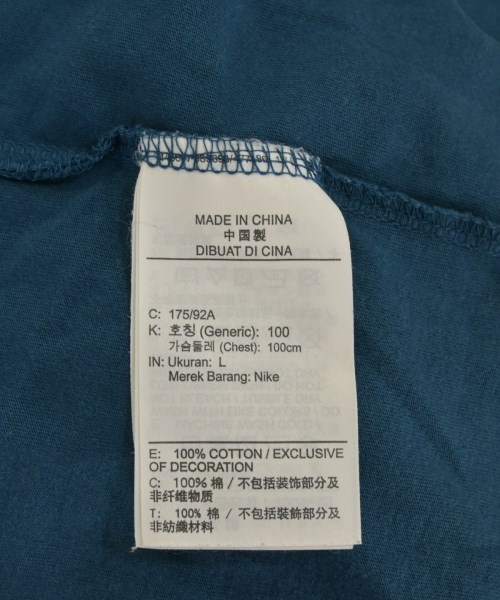 MADE IN CHINA
中国製
DIBUAT DI CINA
C: 175/92A
K: 호칭 (Generic): 100
가슴둘레 (Chest): 100cm
IN: Ukuran: L
Merek Barang: Nike
E: 100% COTTON / EXCLUSIVE
OF DECORATION
C: 100% 棉 / 不包括装饰部分及
非纤维物质
T: 100% 棉 / 不包括裝飾部分及
非紡織材料